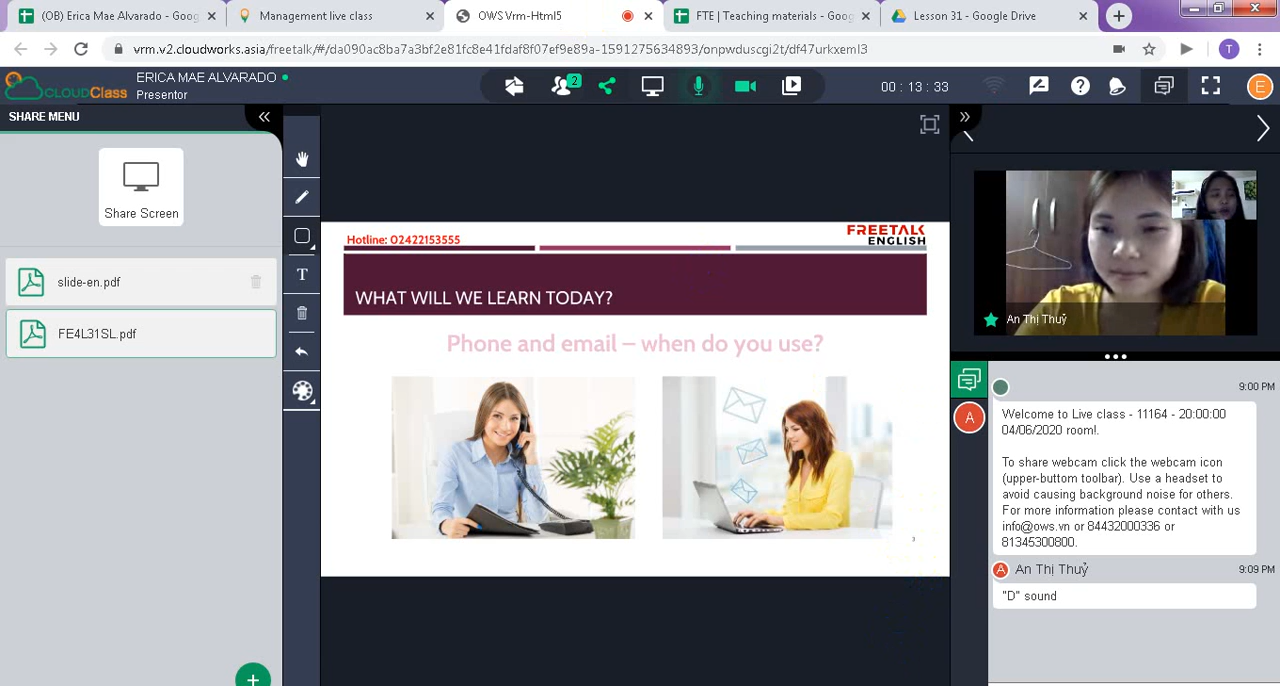 (OB) Erica Mae Alvarado - Goog
Management live class
OWS Vrm-Html5
FTE | Teaching materials - Goog
Lesson 31 - Google Drive
vrm.v2.cloudworks.asia/freetalk/#/da090ac8ba7a3bf2e81fc8e41fdaf8f07ef9e89a-1591275634893/onpwduscgi2t/df47urkxeml3
T
CLOUDClass
ERICA MAE ALVARADO
Presentor
2
00 : 13 : 33
E
SHARE MENU
Share Screen
slide-en.pdf
FE4L31SL.pdf
T
Hotline: 02422153555
FREETALK
ENGLISH
WHAT WILL WE LEARN TODAY?
Phone and email – when do you use?
3
An Thị Thuỷ
9:00 PM
A
Welcome to Live class - 11164 - 20:00:00
04/06/2020 room!.
To share webcam click the webcam icon
(upper-buttom toolbar). Use a headset to
avoid causing background noise for others.
For more information please contact with us
info@ows.vn or 84432000336 or
81345300800.
A An Thị Thuỷ 9:09 PM
"D" sound